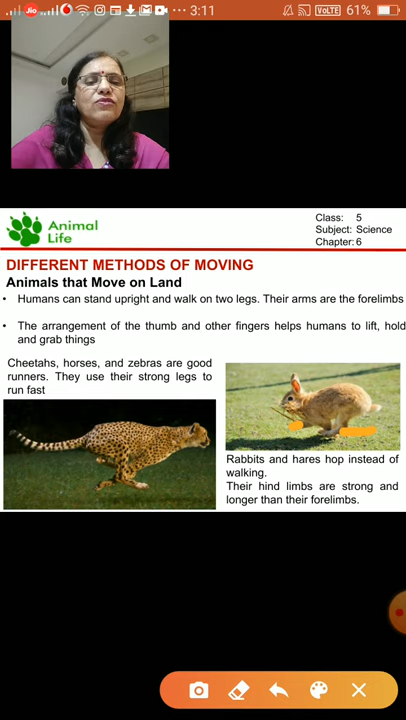 Jio
3:11
VoLTE
61%
Animal
Life
Class: 5
Subject: Science
Chapter: 6
DIFFERENT METHODS OF MOVING
Animals that Move on Land
• Humans can stand upright and walk on two legs. Their arms are the forelimbs
• The arrangement of the thumb and other fingers helps humans to lift, hold
and grab things
Cheetahs, horses, and zebras are good
runners. They use their strong legs to
run fast
Rabbits and hares hop instead of
walking.
Their hind limbs are strong and
longer than their forelimbs.